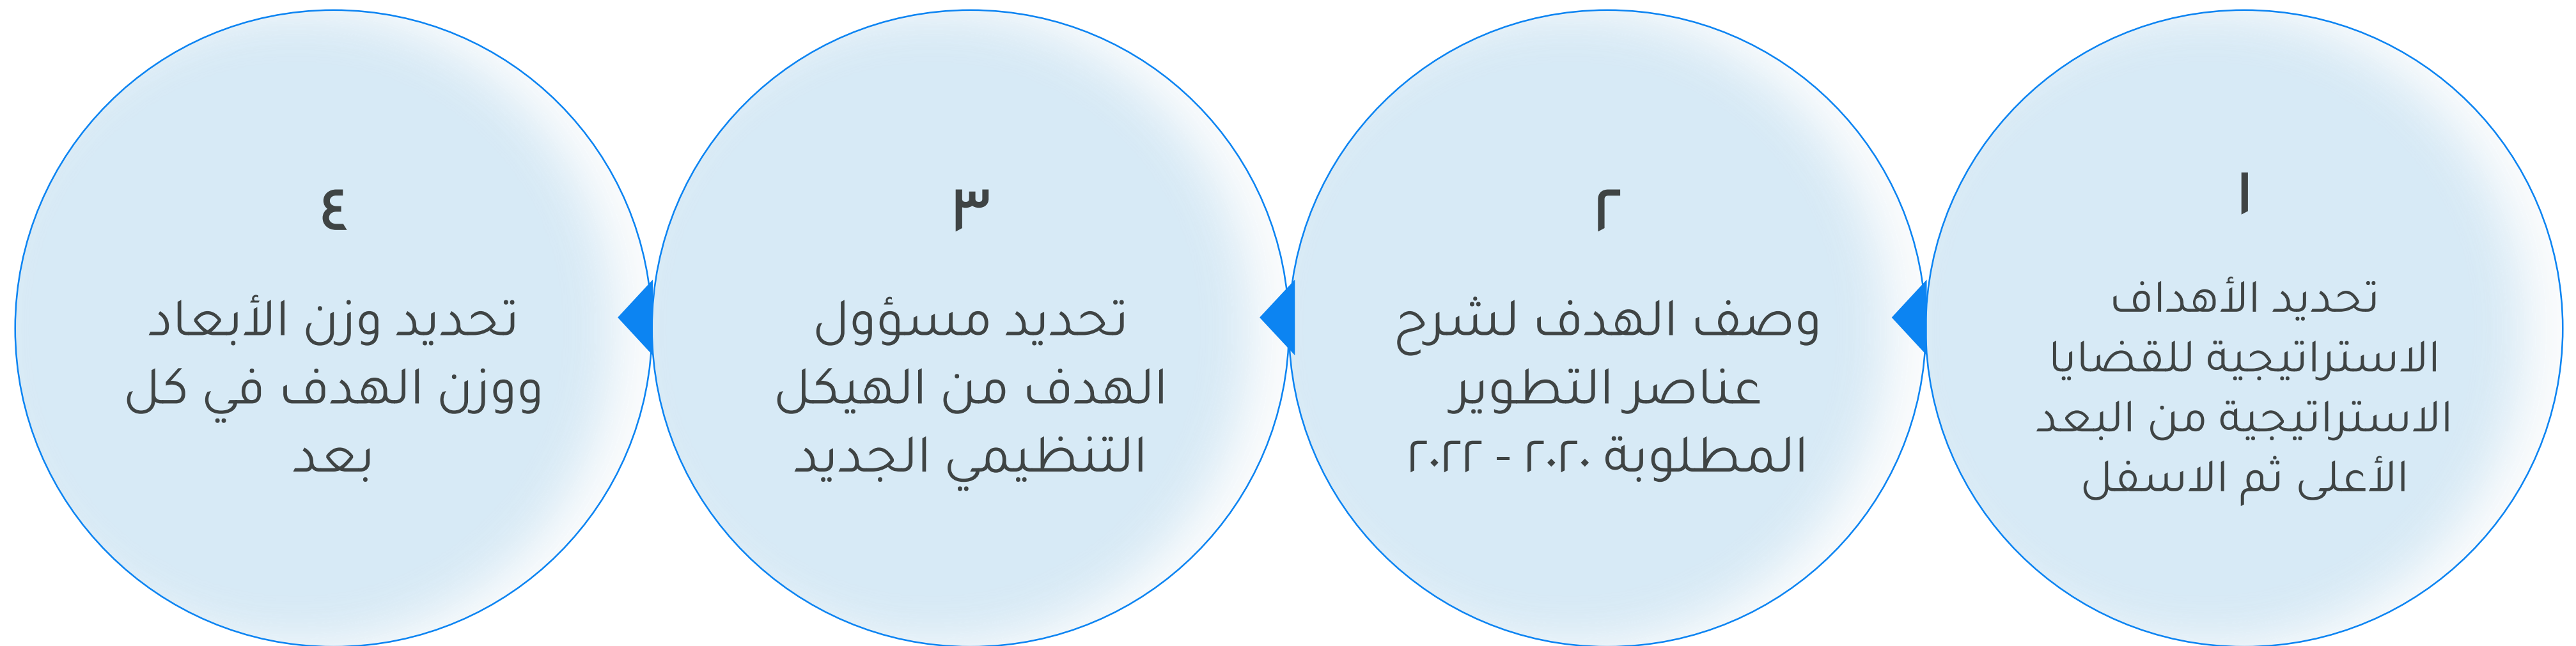 ١
تحديد الأهداف
الاستراتيجية للقضايا
الاستراتيجية من البعد
الأعلى ثم الاسفل
٢
وصف الهدف لشرح
عناصر التطوير
المطلوبة ٢٠٢٠ - ٢٠٢٢
٣
تحديد مسؤول
الهدف من الهيكل
التنظيمي الجديد
٤
تحديد وزن الأبعاد
ووزن الهدف في كل
بعد